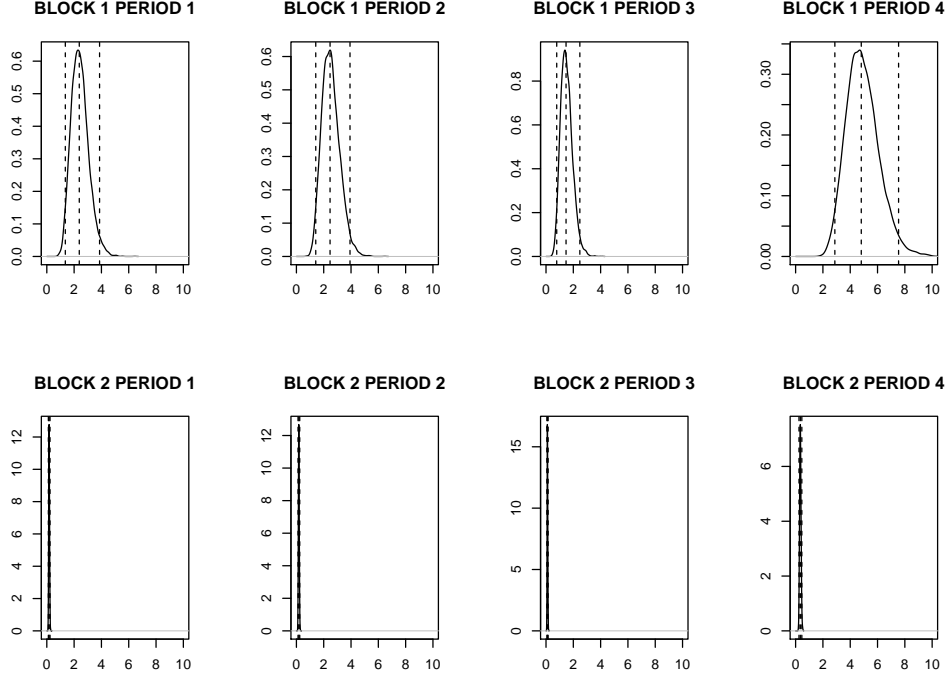 BLOCK 1 PERIOD 1
0.0 0.1 0.2 0.3 0.4 0.5 0.6
0 2 4 6 8 10
BLOCK 1 PERIOD 2
0.0 0.1 0.2 0.3 0.4 0.5 0.6
0 2 4 6 8 10
BLOCK 1 PERIOD 3
0.0 0.2 0.4 0.6 0.8
0 2 4 6 8 10
BLOCK 1 PERIOD 4
0.00 0.10 0.20 0.30
0 2 4 6 8 10
BLOCK 2 PERIOD 1
0 2 4 6 8 10 12
0 2 4 6 8 10
BLOCK 2 PERIOD 2
0 2 4 6 8 10 12
0 2 4 6 8 10
BLOCK 2 PERIOD 3
0 5 10 15
0 2 4 6 8 10
BLOCK 2 PERIOD 4
0 2 4 6
0 2 4 6 8 10